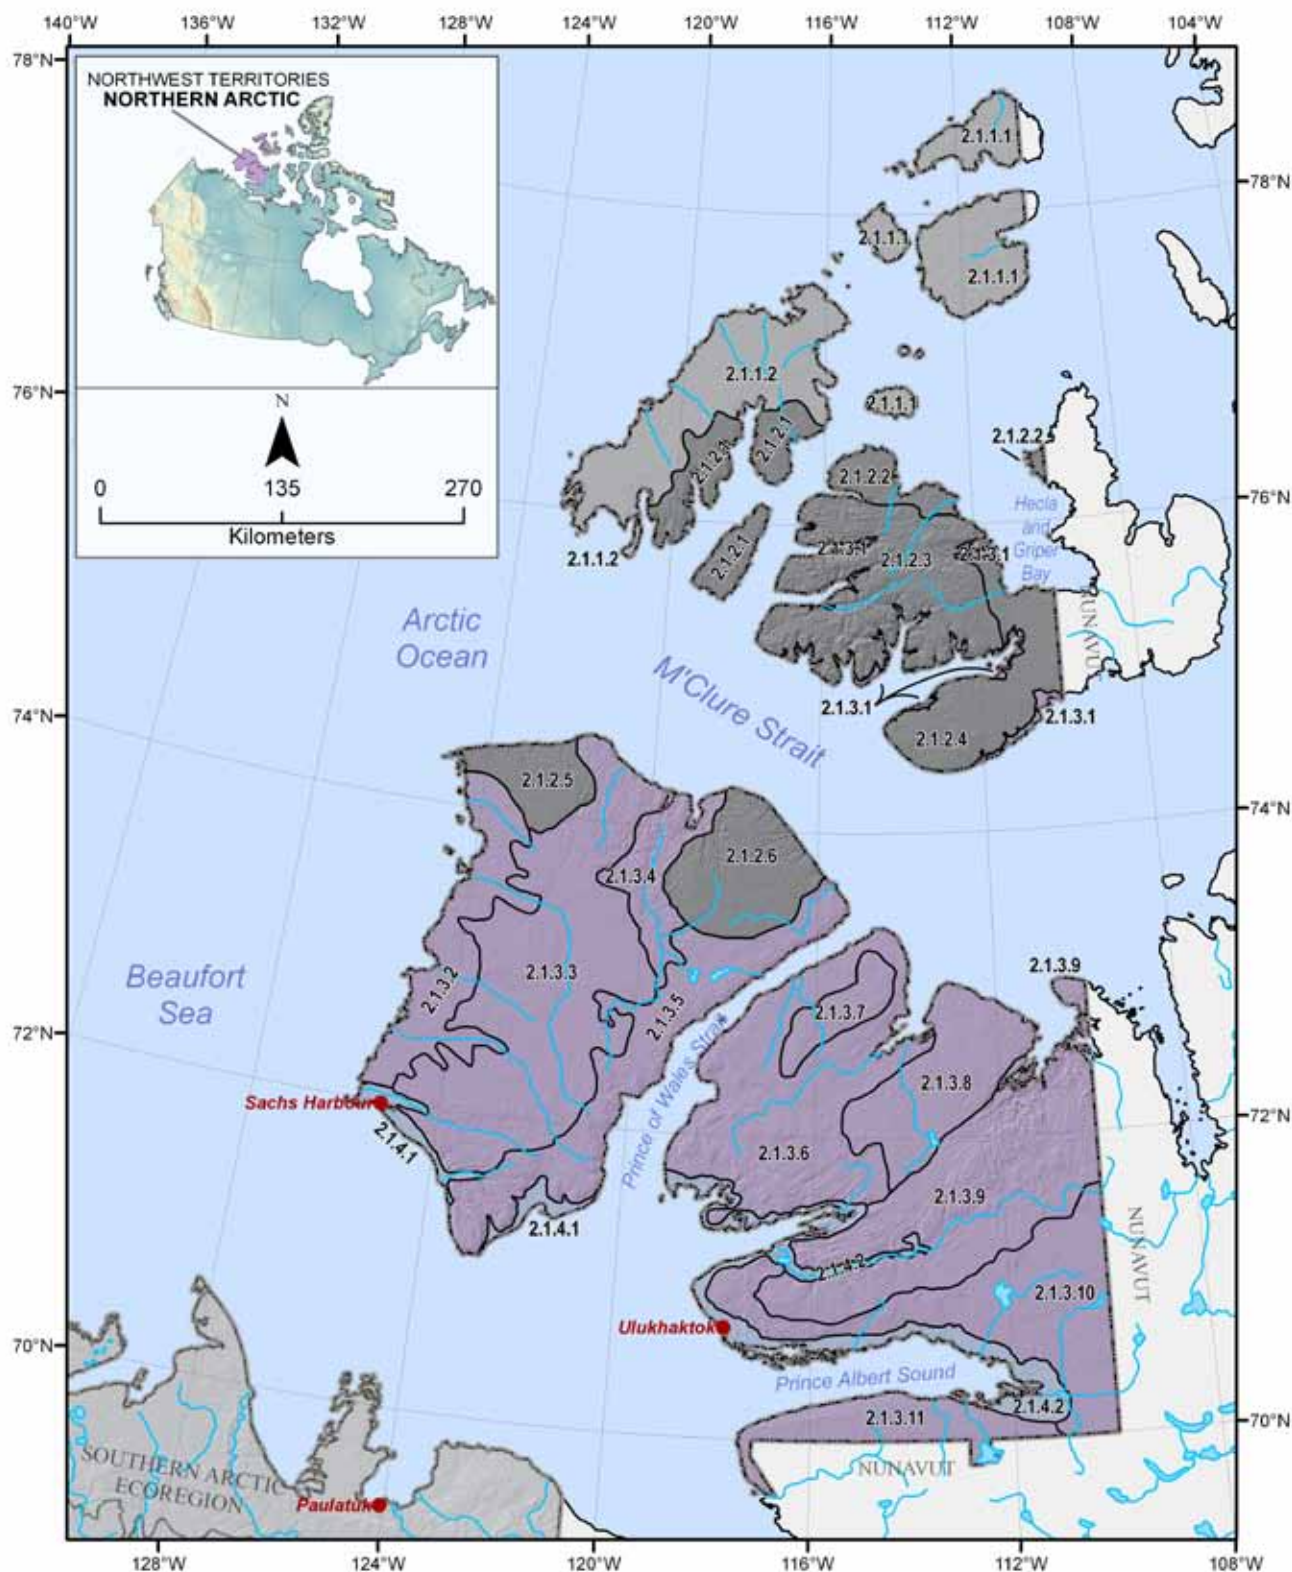 140°W 136°W 132°W 128°W 124°W 120°W 116°W 112°W 108°W 104°W
78°N
NORTHWEST TERRITORIES
NORTHERN ARCTIC
2.1.1.1
78°N
2.1.1.1
2.1.1.1
2.1.1.2
76°N
2.1.1.1
N
2.1.2.1
2.1.2.2
2.1.2.1
2.1.2.2
0 135 270
76°N
Kilometers
Hecla
and
Griper
Bay
2.1.3.1
2.1.3.1
2.1.1.2
2.1.2.1
2.1.2.3
NUNAVUT
Arctic
Ocean
M'Clure Strait
2.1.3.1
2.1.3.1
74°N
2.1.2.4
2.1.2.5
74°N
2.1.2.6
2.1.3.4
2.1.3.9
2.1.3.2
2.1.3.3
Beaufort
Sea
2.1.3.5
2.1.3.7
72°N
Prince of Wales Strait
2.1.3.8
Sachs Harbour
72°N
2.1.4.1
2.1.3.6
2.1.3.9
2.1.4.1
NUNAVUT
2.1.4.2
2.1.3.10
Ulukhaktok
70°N
Prince Albert Sound
2.1.4.2
2.1.3.11
70°N
SOUTHERN ARCTIC
ECOREGION
NUNAVUT
Paulatuk
128°W 124°W 120°W 116°W 112°W 108°W